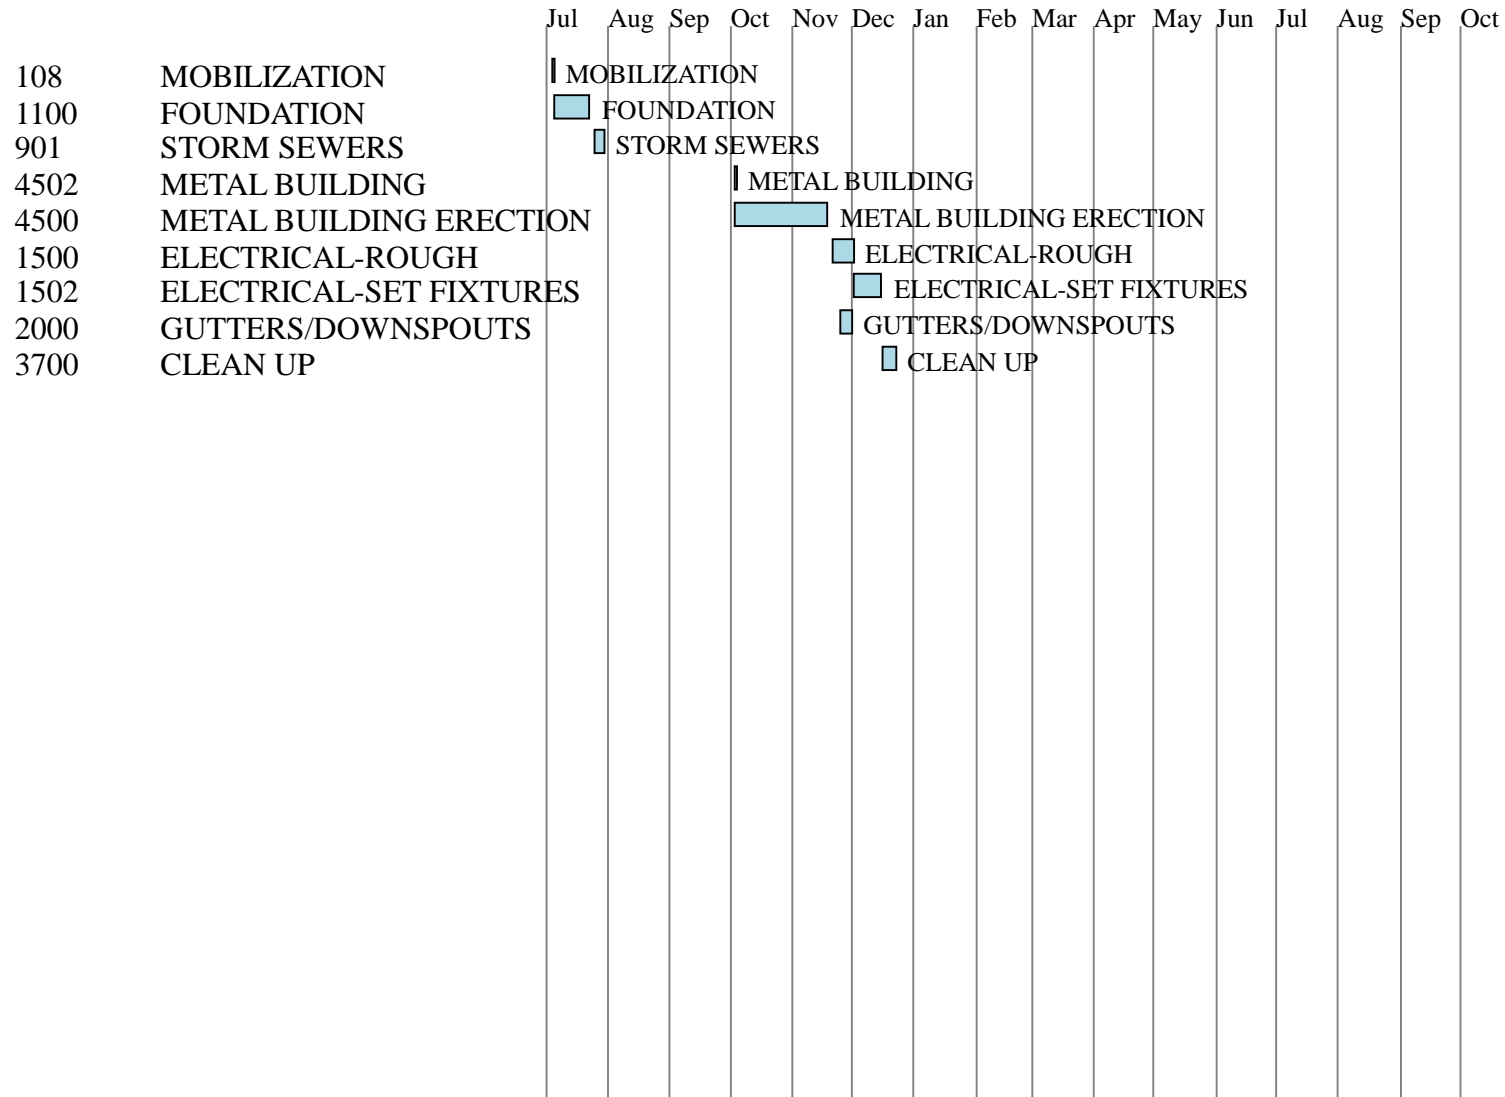 Jul Aug Sep Oct Nov Dec Jan Feb Mar Apr May Jun Jul Aug Sep Oct
108 MOBILIZATION MOBILIZATION
1100 FOUNDATION FOUNDATION
901 STORM SEWERS STORM SEWERS
4502 METAL BUILDING METAL BUILDING
4500 METAL BUILDING ERECTION METAL BUILDING ERECTION
1500 ELECTRICAL-ROUGH ELECTRICAL-ROUGH
1502 ELECTRICAL-SET FIXTURES ELECTRICAL-SET FIXTURES
2000 GUTTERS/DOWNSPOUTS GUTTERS/DOWNSPOUTS
3700 CLEAN UP CLEAN UP